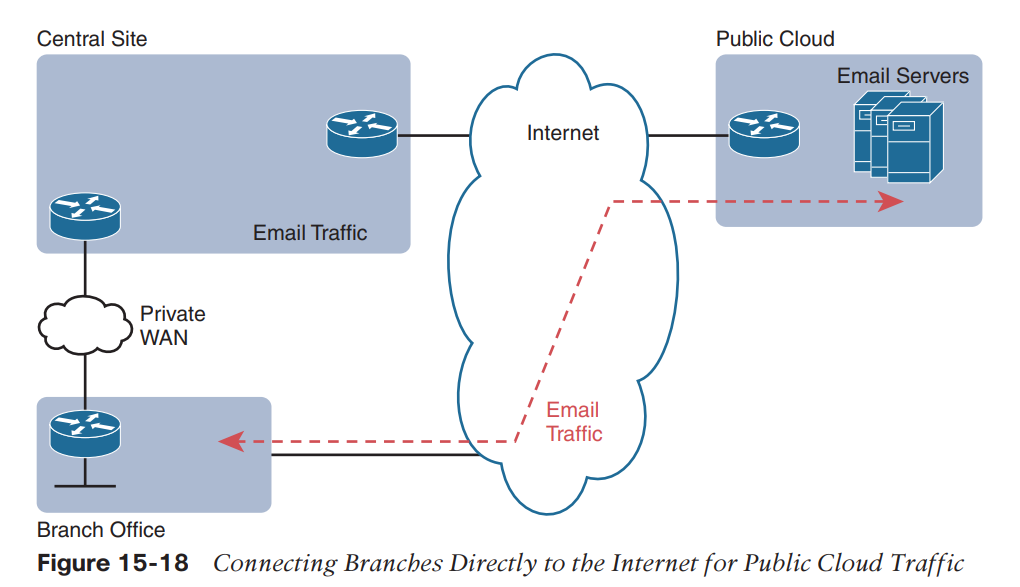 Central Site
Public Cloud
Email Servers
Internet
Email Traffic
Private
WAN
Email
Traffic
Branch Office
Figure 15-18 Connecting Branches Directly to the Internet for Public Cloud Traffic